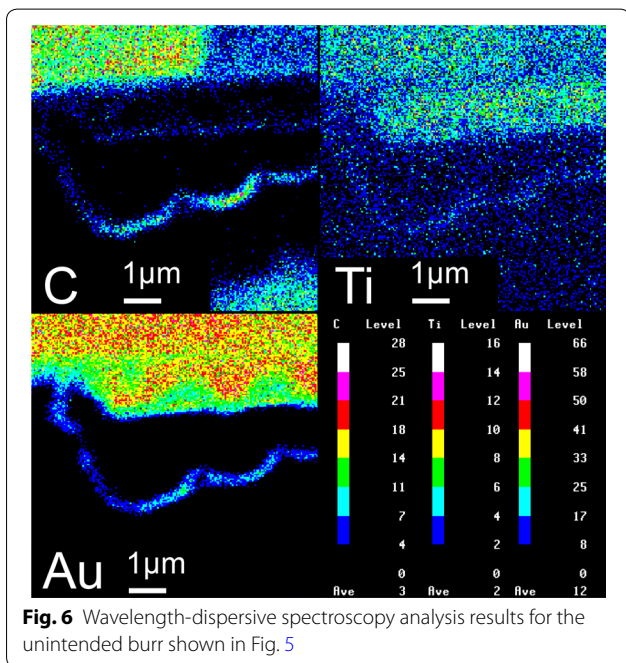 C
1μm
Ti
1μm
Au
1μm
C Level Ti Level Au Level
28 16 66
25 14 58
21 12 50
18 10 41
14 8 33
11 6 25
7 4 17
4 2 8
0 0 0
Ave 3 Ave 2 Ave 12
Fig. 6 Wavelength-dispersive spectroscopy analysis results for the
unintended burr shown in Fig. 5